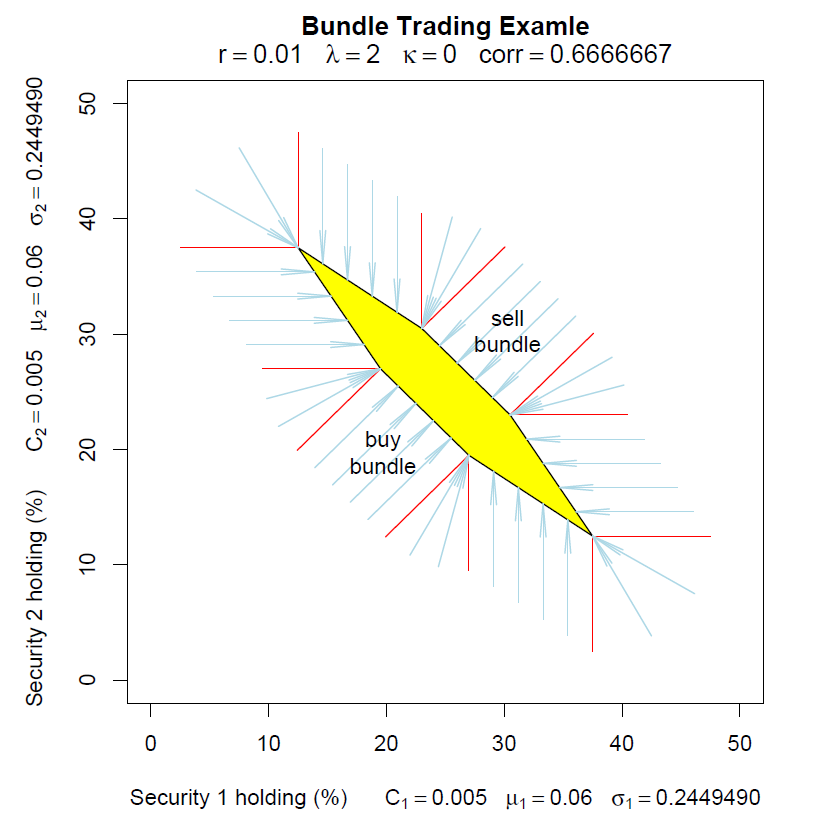 Bundle Trading Examle
r = 0.01 λ = 2 κ = 0 corr = 0.6666667
Security 2 holding (%) C₂ = 0.005 μ₂ = 0.06 σ₂ = 0.2449490
50
40
30
20
10
0
sell
bundle
buy
bundle
0 10 20 30 40 50
Security 1 holding (%) C₁ = 0.005 μ₁ = 0.06 σ₁ = 0.2449490